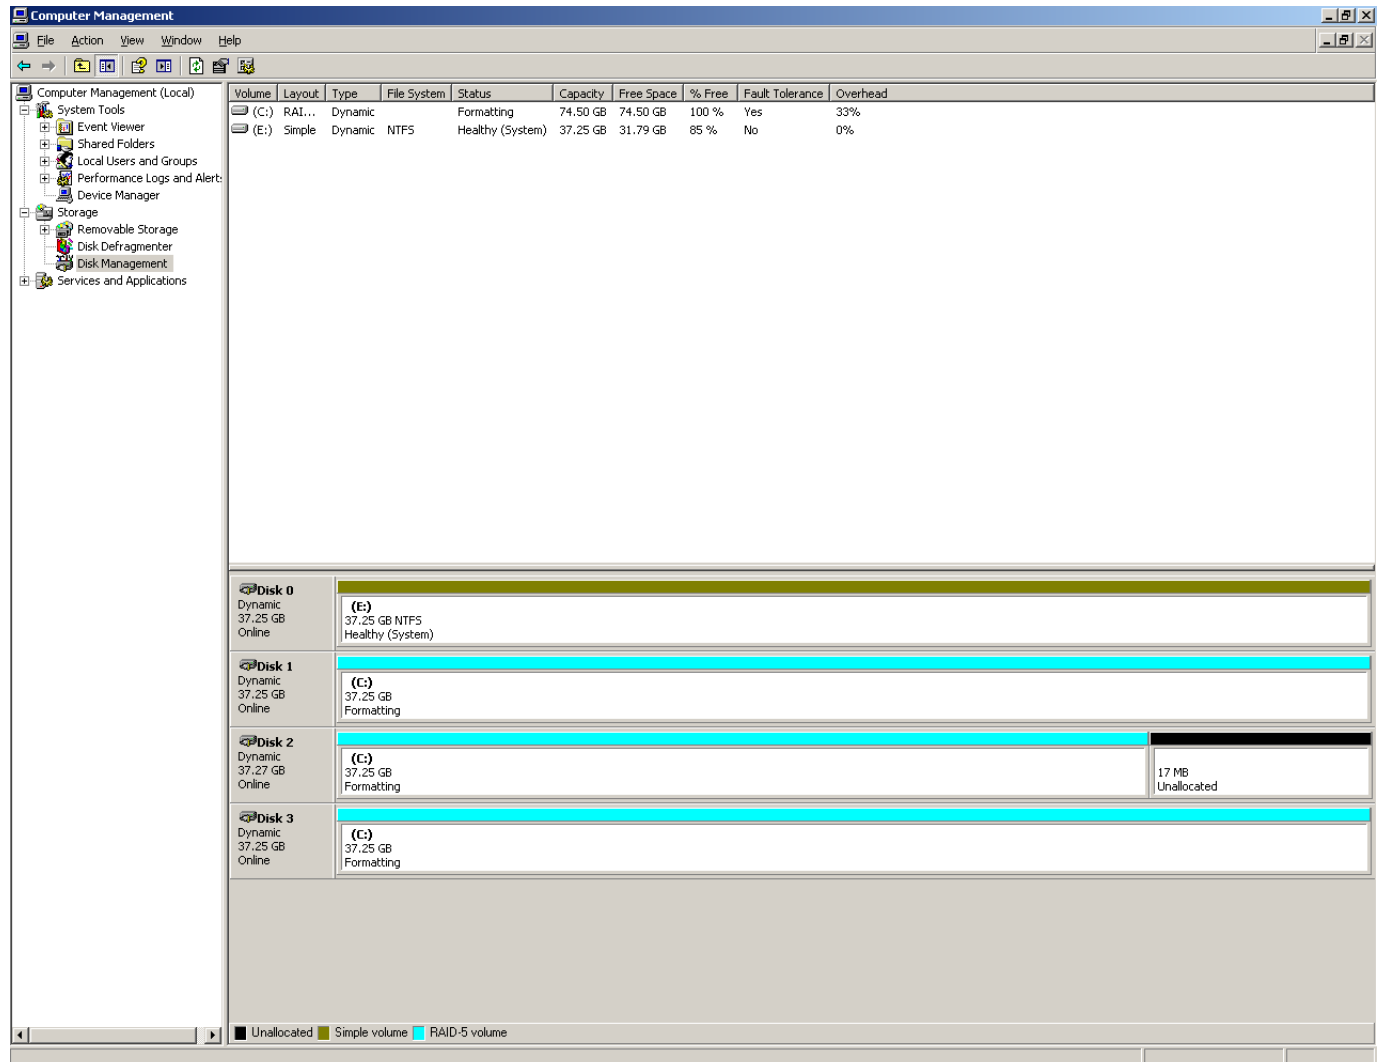 Computer Management
File Action View Window Help
Computer Management (Local)
System Tools
Event Viewer
Shared Folders
Local Users and Groups
Performance Logs and Alert
Device Manager
Storage
Removable Storage
Disk Defragmenter
Disk Management
Services and Applications
Volume Layout Type File System Status Capacity Free Space % Free Fault Tolerance Overhead
(C:) RAI... Dynamic Formatting 74.50 GB 74.50 GB 100 % Yes 33%
(E:) Simple Dynamic NTFS Healthy (System) 37.25 GB 31.79 GB 85 % No 0%
Disk 0
Dynamic
37.25 GB
Online
(E:)
37.25 GB NTFS
Healthy (System)
Disk 1
Dynamic
37.25 GB
Online
(C:)
37.25 GB
Formatting
Disk 2
Dynamic
37.27 GB
Online
(C:)
37.25 GB
Formatting
17 MB
Unallocated
Disk 3
Dynamic
37.25 GB
Online
(C:)
37.25 GB
Formatting
Unallocated Simple volume RAID-5 volume